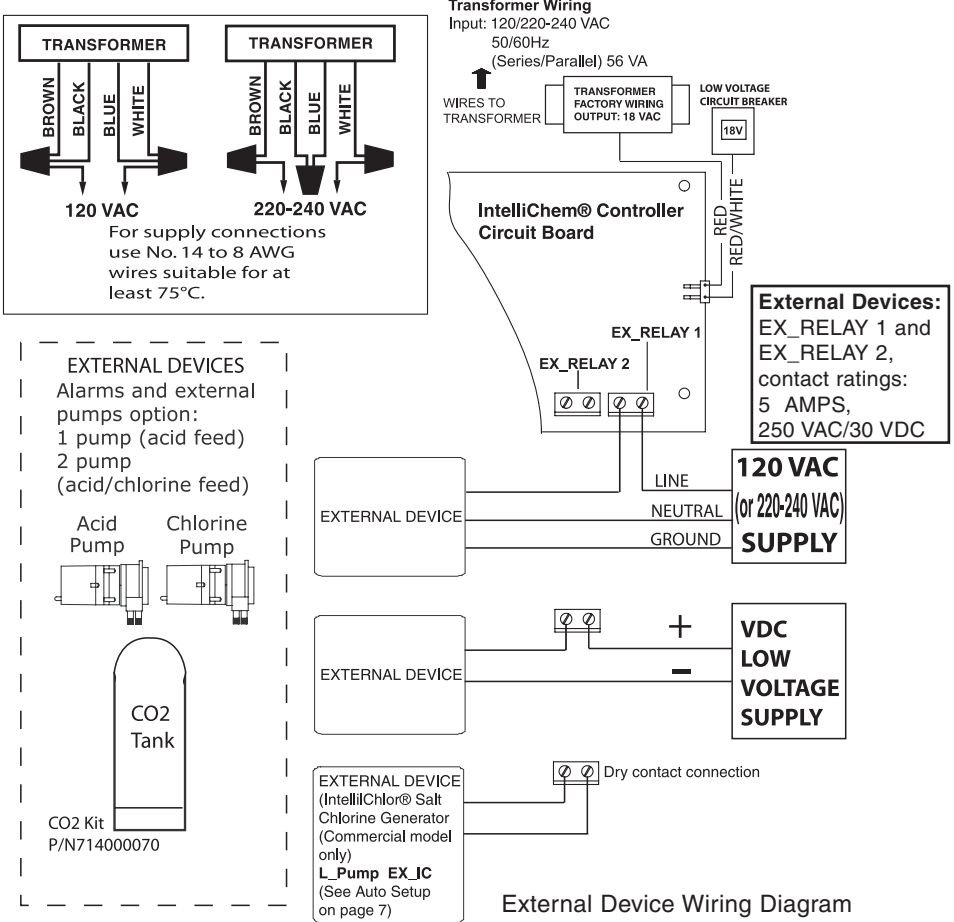 TRANSFORMER
BROWN
BLACK
BLUE
WHITE
120 VAC
TRANSFORMER
BROWN
BLACK
BLUE
WHITE
220-240 VAC
For supply connections
use No. 14 to 8 AWG
wires suitable for at
least 75°C.
Transformer Wiring
Input: 120/220-240 VAC
50/60Hz
(Series/Parallel) 56 VA
WIRES TO
TRANSFORMER
TRANSFORMER
FACTORY WIRING
OUTPUT: 18 VAC
LOW VOLTAGE
CIRCUIT BREAKER
18V
RED
RED/WHITE
IntelliChem® Controller
Circuit Board
EX_RELAY 1
EX_RELAY 2
External Devices:
EX_RELAY 1 and
EX_RELAY 2,
contact ratings:
5 AMPS,
250 VAC/30 VDC
EXTERNAL DEVICES
Alarms and external
pumps option:
1 pump (acid feed)
2 pump
(acid/chlorine feed)
Acid
Pump
Chlorine
Pump
CO2
Tank
CO2 Kit
P/N714000070
EXTERNAL DEVICE
LINE
NEUTRAL
GROUND
120 VAC
(or 220-240 VAC)
SUPPLY
EXTERNAL DEVICE
+
–
VDC
LOW
VOLTAGE
SUPPLY
EXTERNAL DEVICE
(IntelliIChlor® Salt
Chlorine Generator
(Commercial model
only)
L_Pump EX_IC
(See Auto Setup
on page 7)
Dry contact connection
External Device Wiring Diagram